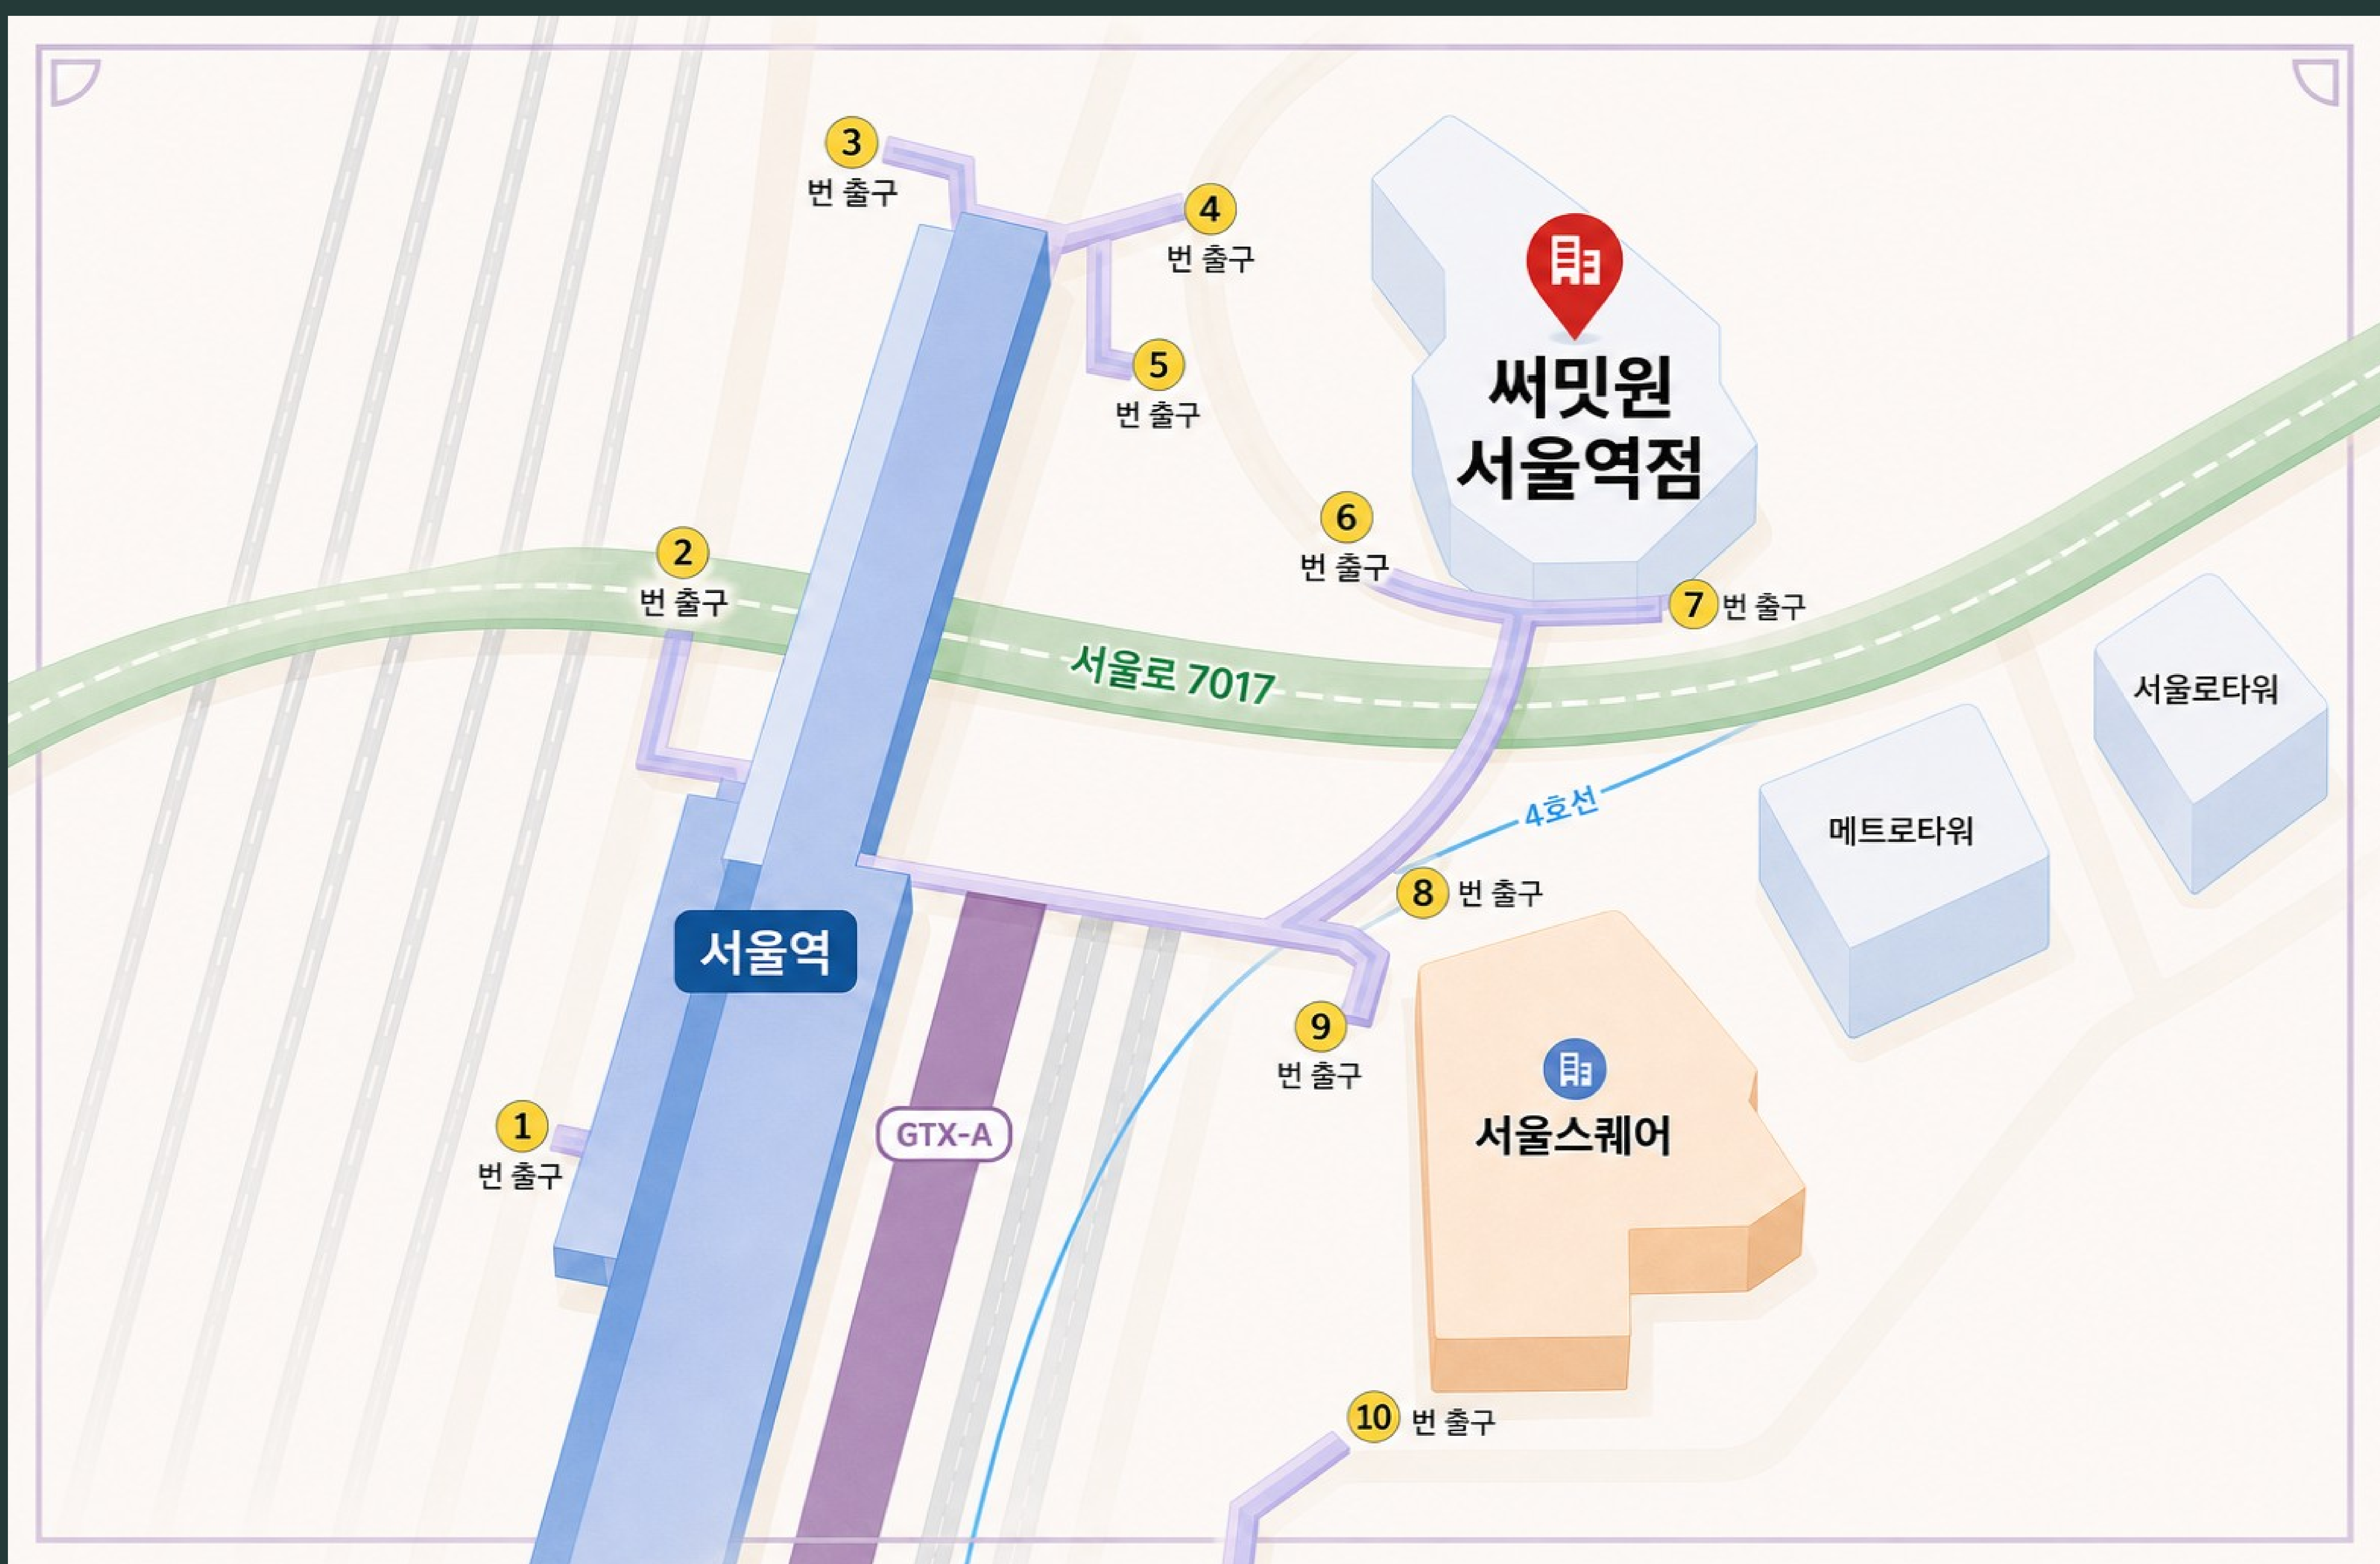 3
번 출구
4
번 출구
5
번 출구
써밋원
서울역점
6
번 출구
2
번 출구
7 번 출구
서울로 7017
서울로타워
4호선
메트로타워
8 번 출구
서울역
9
번 출구
서울스퀘어
GTX-A
1
번 출구
10 번 출구